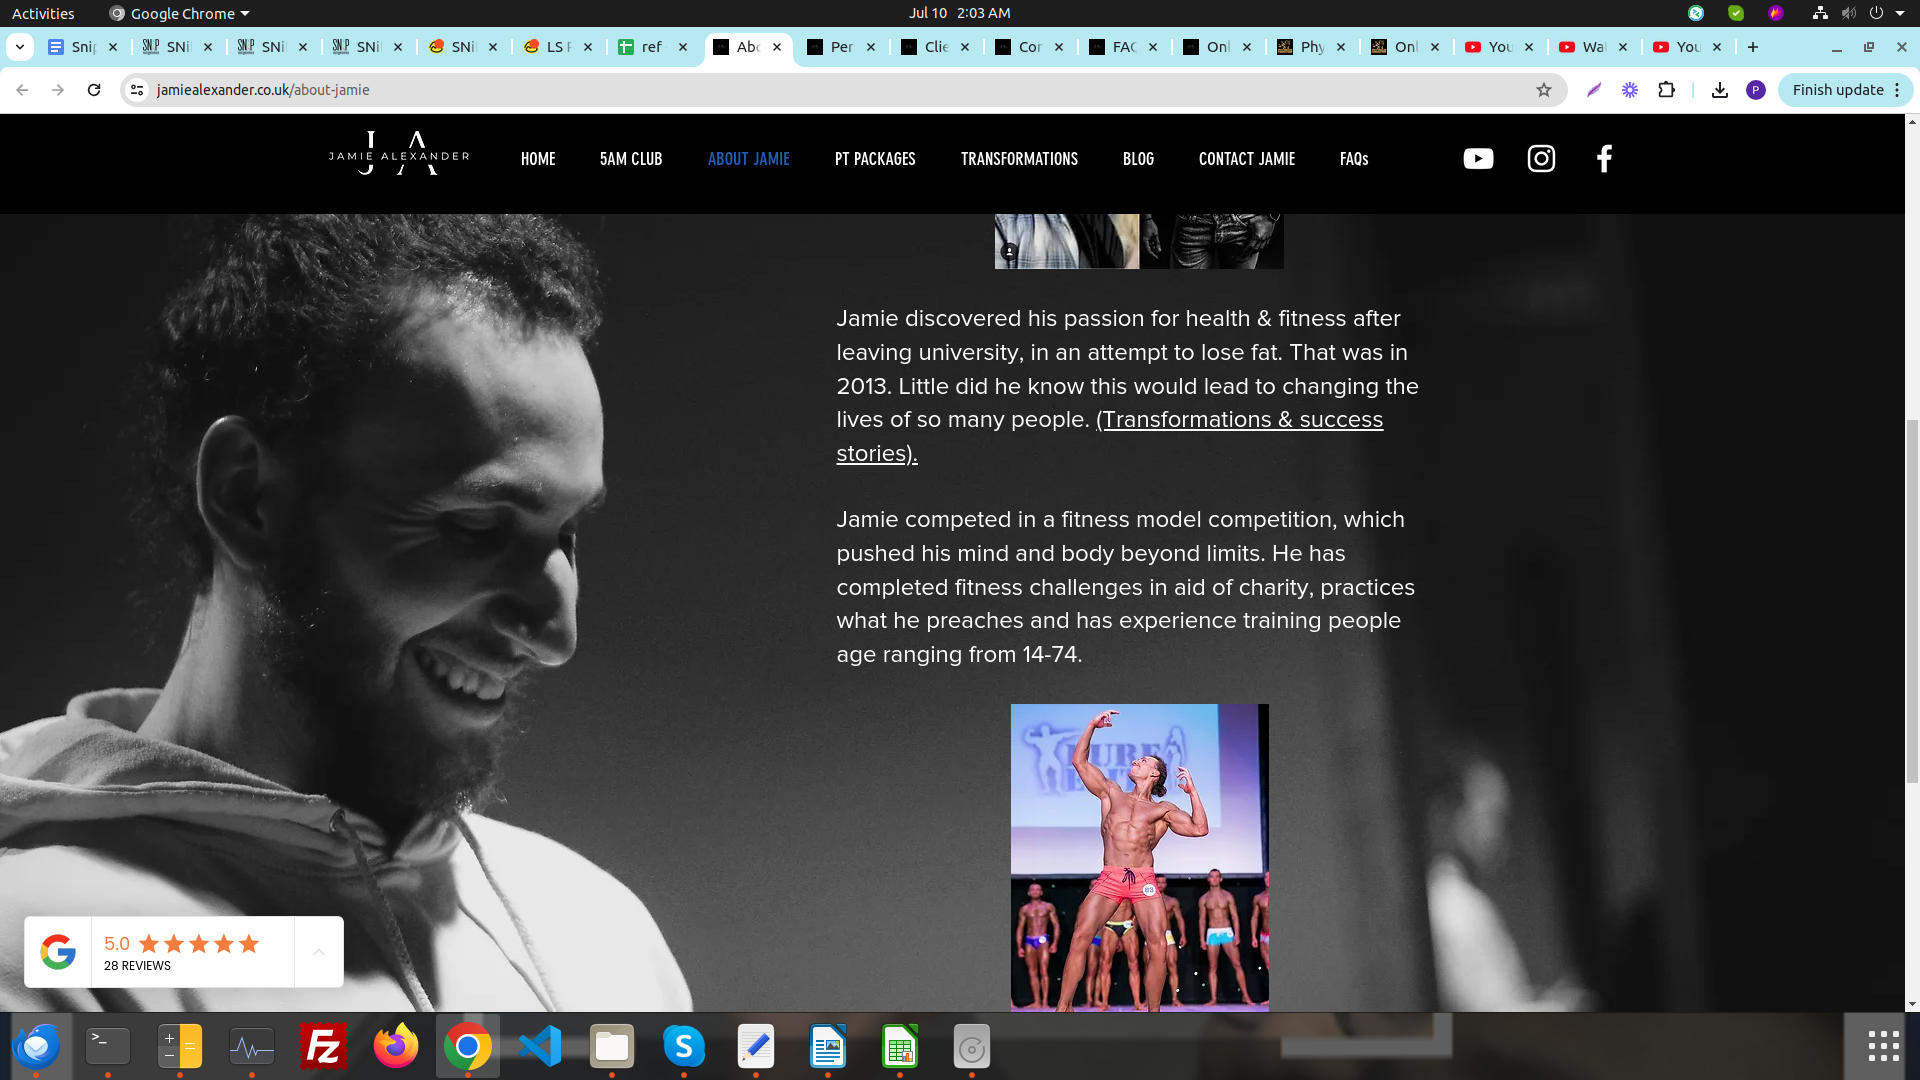 Activities
Google Chrome
Jul 10 2:03 AM
Snip
SNi
SNi
SNi
SNi
LS F
ref
Abo
Per
Clie
Cor
FAQ
Onl
Phy
Onl
You
Wal
You
jamiealexander.co.uk/about-jamie
P
Finish update
J A
JAMIE ALEXANDER
HOME
5AM CLUB
ABOUT JAMIE
PT PACKAGES
TRANSFORMATIONS
BLOG
CONTACT JAMIE
FAQs
Jamie discovered his passion for health & fitness after
leaving university, in an attempt to lose fat. That was in
2013. Little did he know this would lead to changing the
lives of so many people. (Transformations & success
stories).
Jamie competed in a fitness model competition, which
pushed his mind and body beyond limits. He has
completed fitness challenges in aid of charity, practices
what he preaches and has experience training people
age ranging from 14-74.
PURE
83
5.0
28 REVIEWS